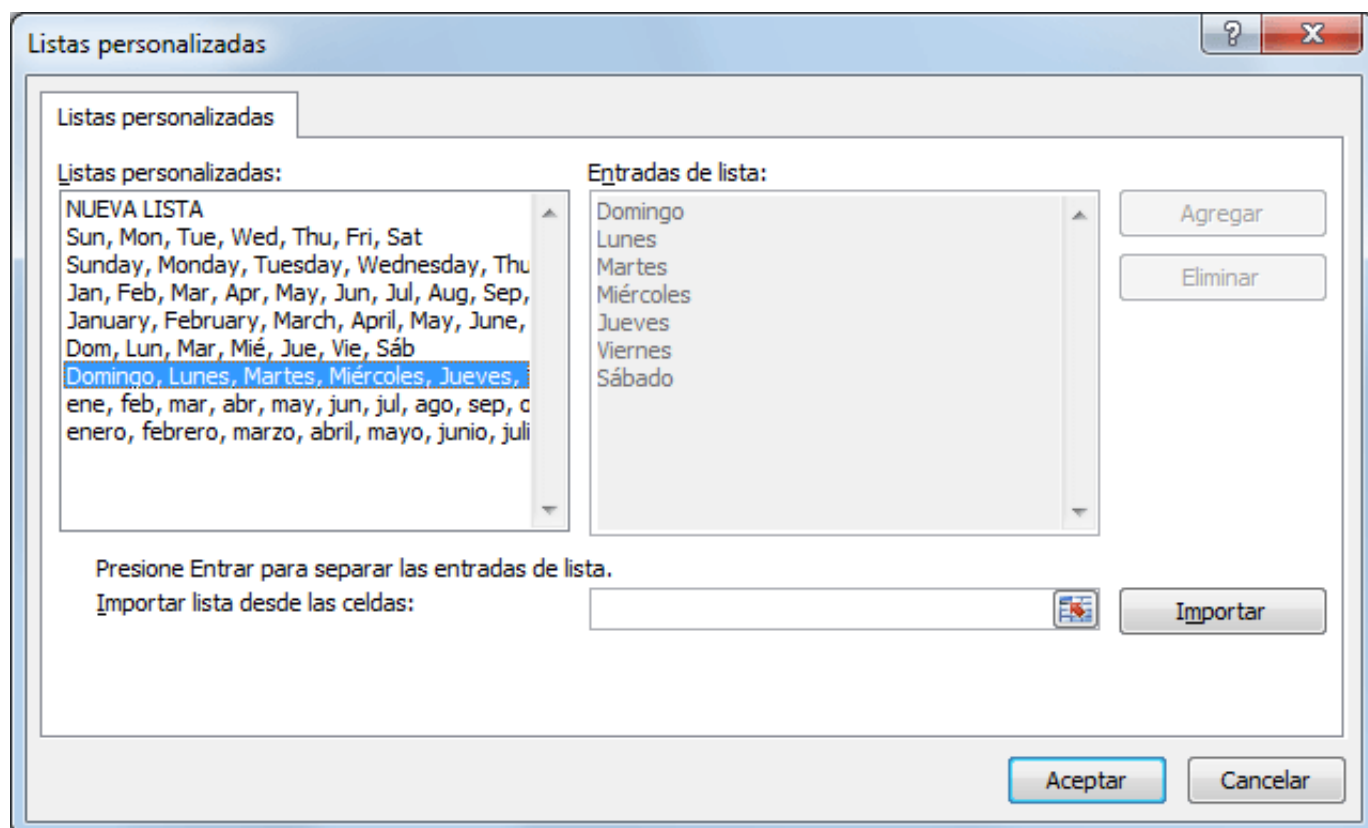 Listas personalizadas
Listas personalizadas
Listas personalizadas:
NUEVA LISTA
Sun, Mon, Tue, Wed, Thu, Fri, Sat
Sunday, Monday, Tuesday, Wednesday, Thu
Jan, Feb, Mar, Apr, May, Jun, Jul, Aug, Sep,
January, February, March, April, May, June,
Dom, Lun, Mar, Mié, Jue, Vie, Sáb
Domingo, Lunes, Martes, Miércoles, Jueves,
ene, feb, mar, abr, may, jun, jul, ago, sep, o
enero, febrero, marzo, abril, mayo, junio, juli
Entradas de lista:
Domingo
Lunes
Martes
Miércoles
Jueves
Viernes
Sábado
Agregar
Eliminar
Presione Entrar para separar las entradas de lista.
Importar lista desde las celdas:
Importar
Aceptar
Cancelar